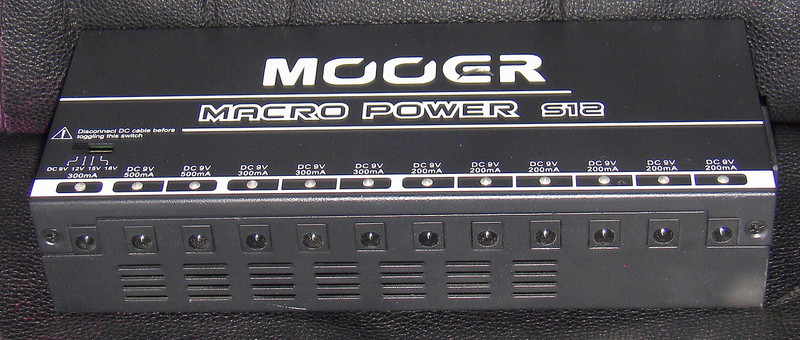 MOOER
MACRO POWER S12
Disconnect DC cable before
toggling this switch
DC 9V 12V 15V 18V
300mA
DC 9V
500mA
DC 9V
500mA
DC 9V
300mA
DC 9V
300mA
DC 9V
300mA
DC 9V
200mA
DC 9V
200mA
DC 9V
200mA
DC 9V
200mA
DC 9V
200mA
DC 9V
200mA